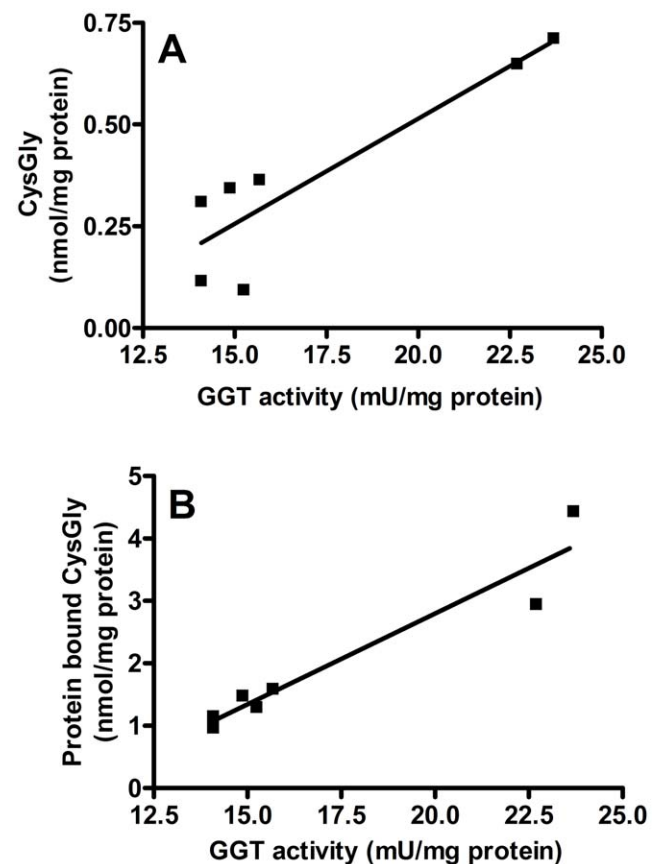 A
0.75
0.50
0.25
0.00
CysGly
(nmol/mg protein)
12.5 15.0 17.5 20.0 22.5 25.0
GGT activity (mU/mg protein)
B
5
4
3
2
1
0
Protein bound CysGly
(nmol/mg protein)
12.5 15.0 17.5 20.0 22.5 25.0
GGT activity (mU/mg protein)